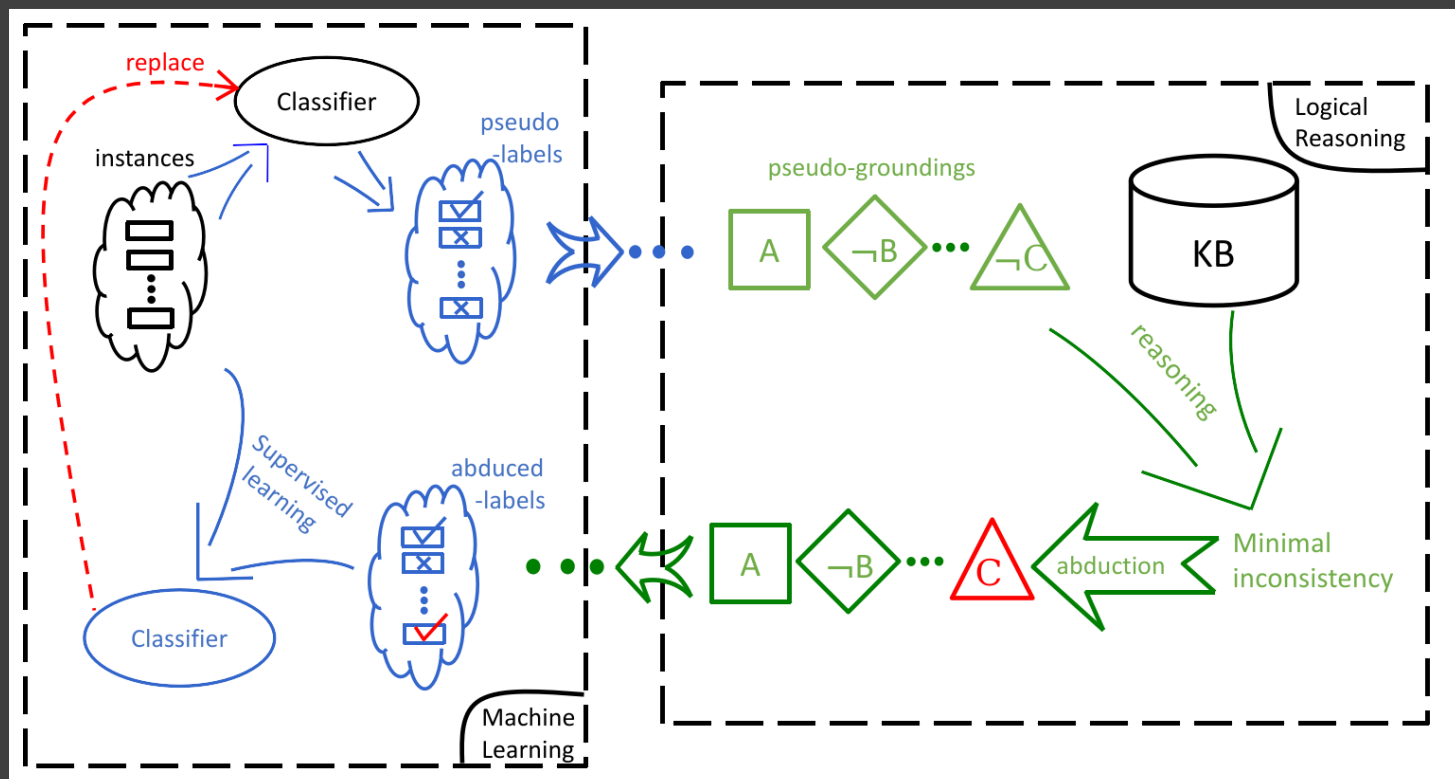 replace
Classifier
instances
pseudo
-labels
Supervised
learning
abduced
-labels
Classifier
Machine
Learning
Logical
Reasoning
pseudo-groundings
A
¬B
¬C
KB
reasoning
A
¬B
C
abduction
Minimal
inconsistency